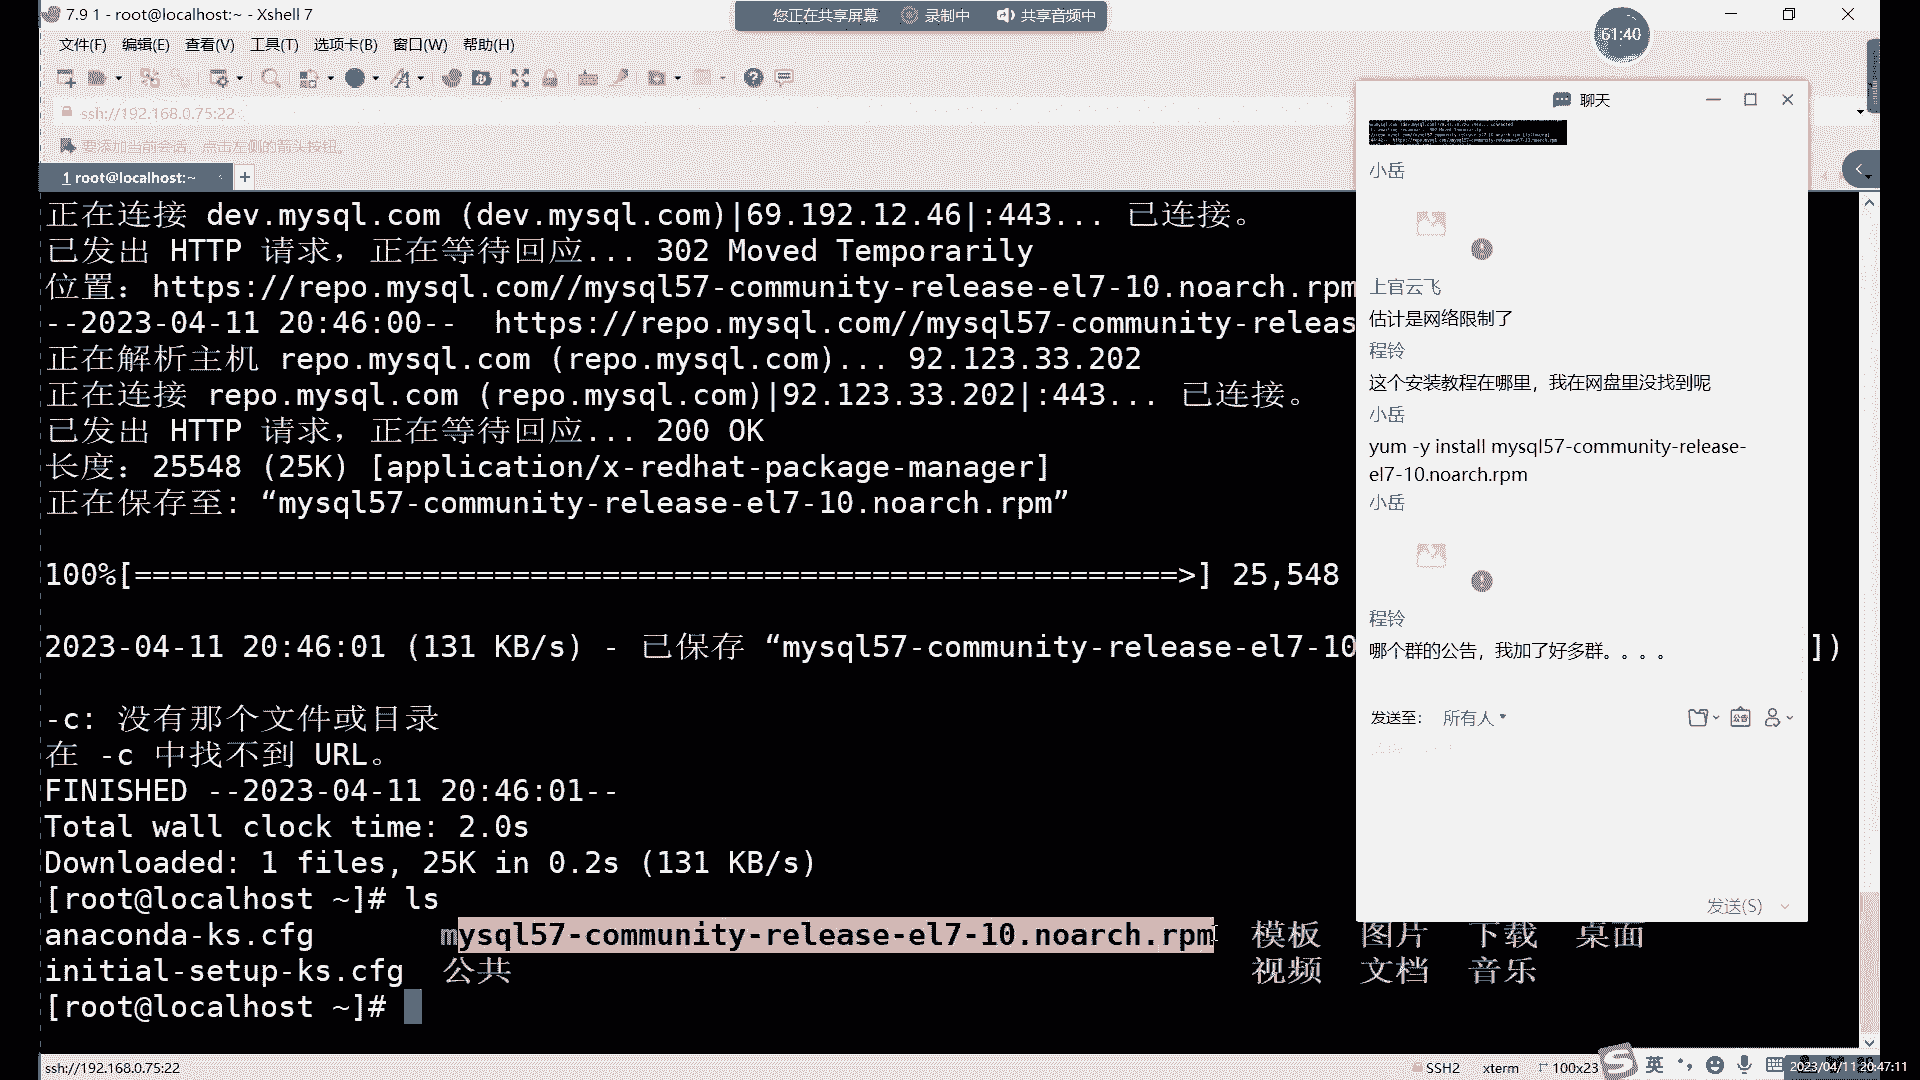 7.9 1 - root@localhost:~ - Xshell 7
您正在共享屏幕 录制中 共享音频中
61:40
文件(F) 编辑(E) 查看(V) 工具(T) 选项卡(B) 窗口(W) 帮助(H)
ssh://192.168.0.75:22
要添加当前会话，点击左侧的箭头按钮。
1 root@localhost:~
正在连接 dev.mysql.com (dev.mysql.com)|69.192.12.46|:443... 已连接。
已发出 HTTP 请求，正在等待回应... 302 Moved Temporarily
位置：https://repo.mysql.com//mysql57-community-release-el7-10.noarch.rpm
--2023-04-11 20:46:00--  https://repo.mysql.com//mysql57-community-releas
正在解析主机 repo.mysql.com (repo.mysql.com)... 92.123.33.202
正在连接 repo.mysql.com (repo.mysql.com)|92.123.33.202|:443... 已连接。
已发出 HTTP 请求，正在等待回应... 200 OK
长度：25548 (25K) [application/x-redhat-package-manager]
正在保存至: “mysql57-community-release-el7-10.noarch.rpm”
100%[==========================================================>] 25,548
2023-04-11 20:46:01 (131 KB/s) - 已保存 “mysql57-community-release-el7-10 ])
-c: 没有那个文件或目录
在 -c 中找不到 URL。
FINISHED --2023-04-11 20:46:01--
Total wall clock time: 2.0s
Downloaded: 1 files, 25K in 0.2s (131 KB/s)
[root@localhost ~]# ls
anaconda-ks.cfg mysql57-community-release-el7-10.noarch.rpm 模板 图片 下载 桌面
initial-setup-ks.cfg 公共 视频 文档 音乐
[root@localhost ~]#
聊天
小岳
上官云飞
估计是网络限制了
程铃
这个安装教程在哪里，我在网盘里没找到呢
小岳
yum -y install mysql57-community-release-
el7-10.noarch.rpm
小岳
程铃
哪个群的公告，我加了好多群。。。。
发送至： 所有人
公告
发送(S)
ssh://192.168.0.75:22
SSH2 xterm 100x23
英
2023/04/11 20:47:11